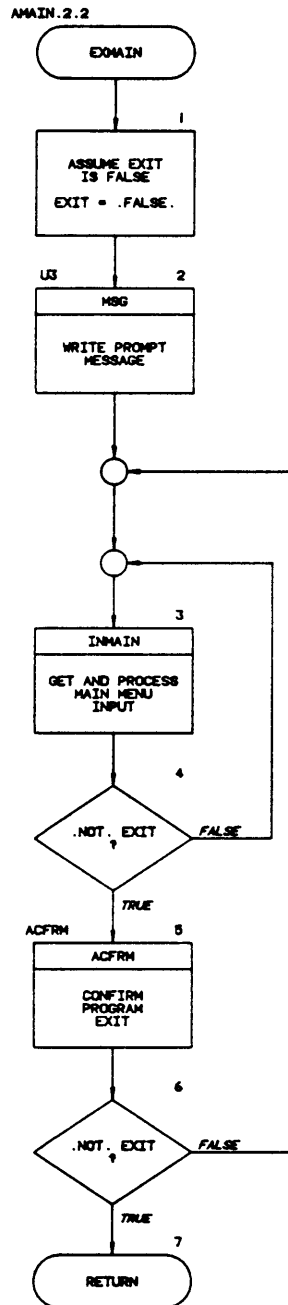 AMAIN.2.2
EXMAIN
1
ASSUME EXIT
IS FALSE
EXIT = .FALSE.
U3 2
MSG
WRITE PROMPT
MESSAGE
3
INMAIN
GET AND PROCESS
MAIN MENU
INPUT
4
.NOT. EXIT
?
FALSE
TRUE
ACFRM 5
ACFRM
CONFIRM
PROGRAM
EXIT
6
.NOT. EXIT
?
FALSE
TRUE
7
RETURN